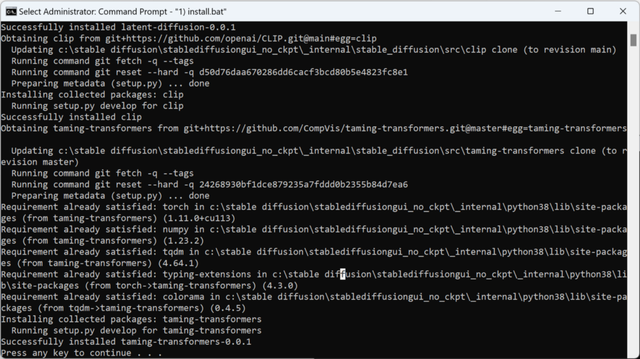 Select Administrator: Command Prompt - "1) install.bat"
Successfully installed latent-diffusion-0.0.1
Obtaining clip from git+https://github.com/openai/CLIP.git@main#egg=clip
  Updating c:\stable diffusion\stablediffusiongui_no_ckpt\_internal\stable_diffusion\src\clip clone (to revision main)
  Running command git fetch -q --tags
  Running command git reset --hard -q d50d76daa670286dd6cacf3bcd80b5e4823fc8e1
  Preparing metadata (setup.py) ... done
Installing collected packages: clip
  Running setup.py develop for clip
Successfully installed clip
Obtaining taming-transformers from git+https://github.com/CompVis/taming-transformers.git@master#egg=taming-transformers
  Updating c:\stable diffusion\stablediffusiongui_no_ckpt\_internal\stable_diffusion\src\taming-transformers clone (to r
evision master)
  Running command git fetch -q --tags
  Running command git reset --hard -q 24268930bf1dce879235a7fddd0b2355b84d7ea6
  Preparing metadata (setup.py) ... done
Requirement already satisfied: torch in c:\stable diffusion\stablediffusiongui_no_ckpt\_internal\python38\lib\site-packa
ges (from taming-transformers) (1.11.0+cu113)
Requirement already satisfied: numpy in c:\stable diffusion\stablediffusiongui_no_ckpt\_internal\python38\lib\site-packa
ges (from taming-transformers) (1.23.2)
Requirement already satisfied: tqdm in c:\stable diffusion\stablediffusiongui_no_ckpt\_internal\python38\lib\site-packag
es (from taming-transformers) (4.64.1)
Requirement already satisfied: typing-extensions in c:\stable diffusion\stablediffusiongui_no_ckpt\_internal\python38\li
b\site-packages (from torch->taming-transformers) (4.3.0)
Requirement already satisfied: colorama in c:\stable diffusion\stablediffusiongui_no_ckpt\_internal\python38\lib\site-pa
ckages (from tqdm->taming-transformers) (0.4.5)
Installing collected packages: taming-transformers
  Running setup.py develop for taming-transformers
Successfully installed taming-transformers-0.0.1
Press any key to continue . . .